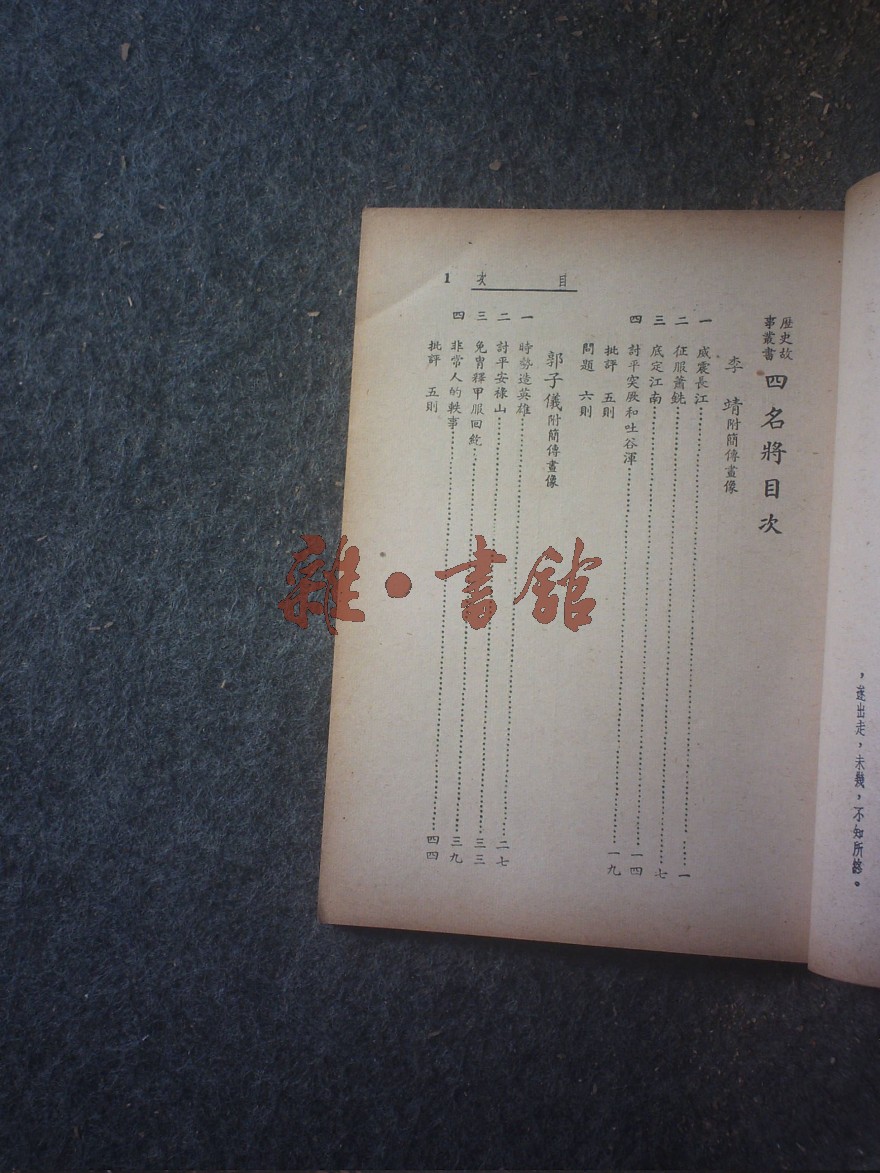 ，遂出走，未幾，不知所終。
歷史故事叢書 四名將目次
李 靖附簡傳畫像
一 威震長江……一
二 征服蕭銑……七
三 底定江南……一四
四 討平突厥和吐谷渾……一九
批評 五則
問題 六則
郭子儀附簡傳畫像
一 時勢造英雄……二七
二 討平安祿山……三三
三 免冑釋甲服回紇……三九
四 非常人的軼事……四四
批評 五則
目次 1
雜·書館